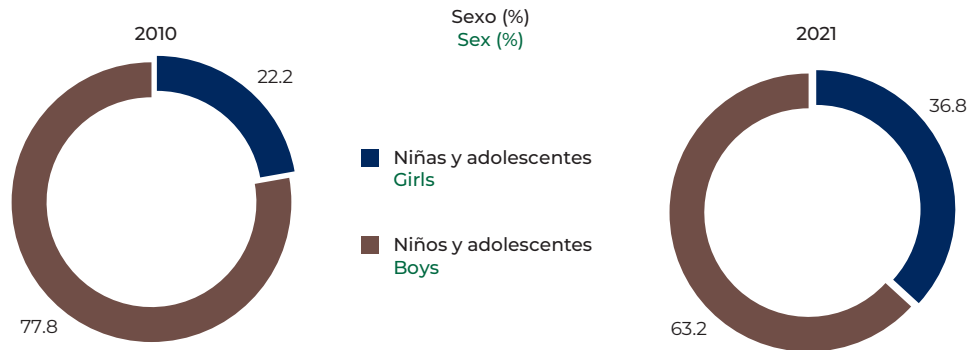 Sexo (%)
Sex (%)
2010
22.2
77.8
Niñas y adolescentes
Girls
Niños y adolescentes
Boys
2021
36.8
63.2